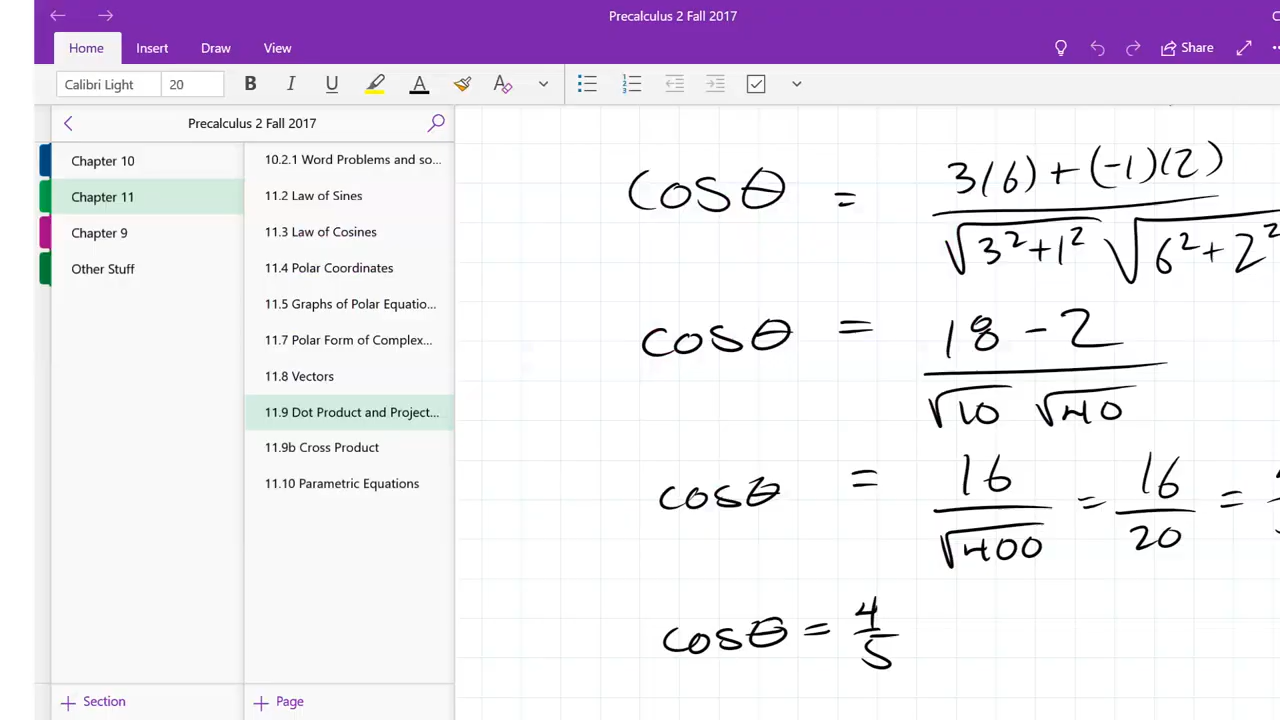 Precalculus 2 Fall 2017
Home Insert Draw View Share
Calibri Light 20 B I U A A
Precalculus 2 Fall 2017
Chapter 10
Chapter 11
Chapter 9
Other Stuff
10.2.1 Word Problems and so...
11.2 Law of Sines
11.3 Law of Cosines
11.4 Polar Coordinates
11.5 Graphs of Polar Equatio...
11.7 Polar Form of Complex...
11.8 Vectors
11.9 Dot Product and Project...
11.9b Cross Product
11.10 Parametric Equations
+ Section
+ Page
cosθ = 3(6)+(-1)(2) / √3²+1² √6²+2²
cosθ = 18 - 2 / √10 √40
cosθ = 16 / √400 = 16 / 20 =
cosθ = 4/5